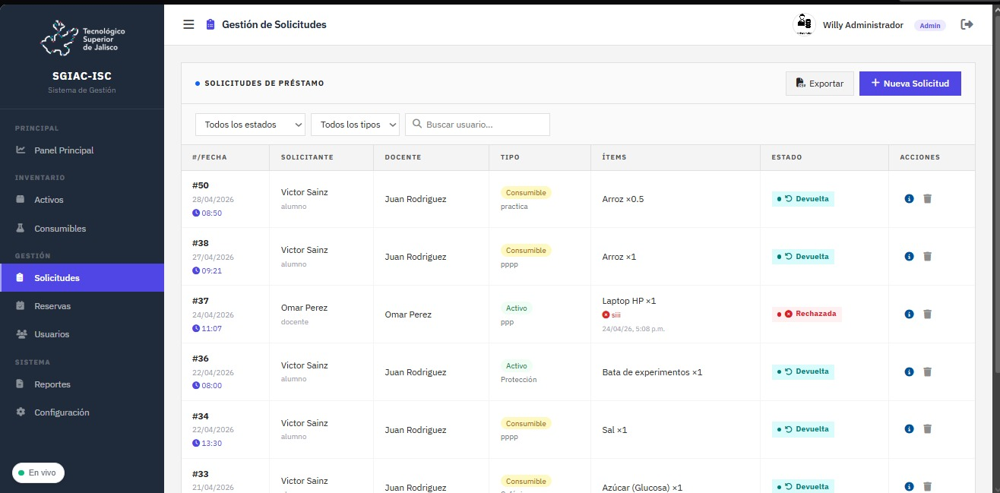 Tecnológico
Superior
de Jalisco
SGIAC-ISC
Sistema de Gestión
PRINCIPAL
Panel Principal
INVENTARIO
Activos
Consumibles
GESTIÓN
Solicitudes
Reservas
Usuarios
SISTEMA
Reportes
Configuración
En vivo
Gestión de Solicitudes
Willy Administrador
Admin
SOLICITUDES DE PRÉSTAMO
Exportar
+ Nueva Solicitud
Todos los estados
Todos los tipos
Buscar usuario...
#/FECHA SOLICITANTE DOCENTE TIPO ÍTEMS ESTADO ACCIONES
#50
28/04/2026
08:50
Victor Sainz
alumno
Juan Rodriguez
Consumible
practica
Arroz ×0.5
Devuelta
#38
27/04/2026
09:21
Victor Sainz
alumno
Juan Rodriguez
Consumible
pppp
Arroz ×1
Devuelta
#37
24/04/2026
11:07
Omar Perez
docente
Omar Perez
Activo
ppp
Laptop HP ×1
siii
24/04/26, 5:08 p.m.
Rechazada
#36
22/04/2026
08:00
Victor Sainz
alumno
Juan Rodriguez
Activo
Protección
Bata de experimentos ×1
Devuelta
#34
22/04/2026
13:30
Victor Sainz
alumno
Juan Rodriguez
Consumible
pppp
Sal ×1
Devuelta
#33
21/04/2026
Victor Sainz
Juan Rodriguez
Consumible
Azúcar (Glucosa) ×1
Devuelta